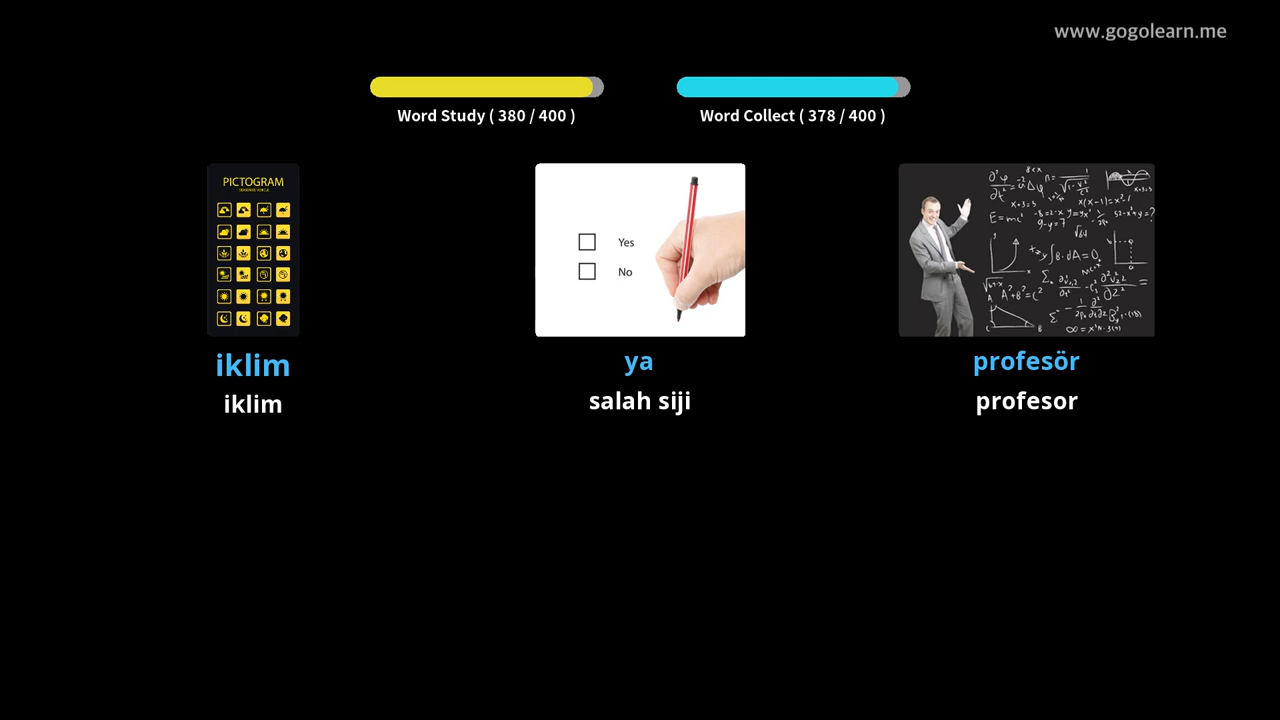 www.gogolearn.me
Word Study ( 380 / 400 )
Word Collect ( 378 / 400 )
PICTOGRAM
Yes
No
E=mc²
iklim
ya
profesör
iklim
salah siji
profesor